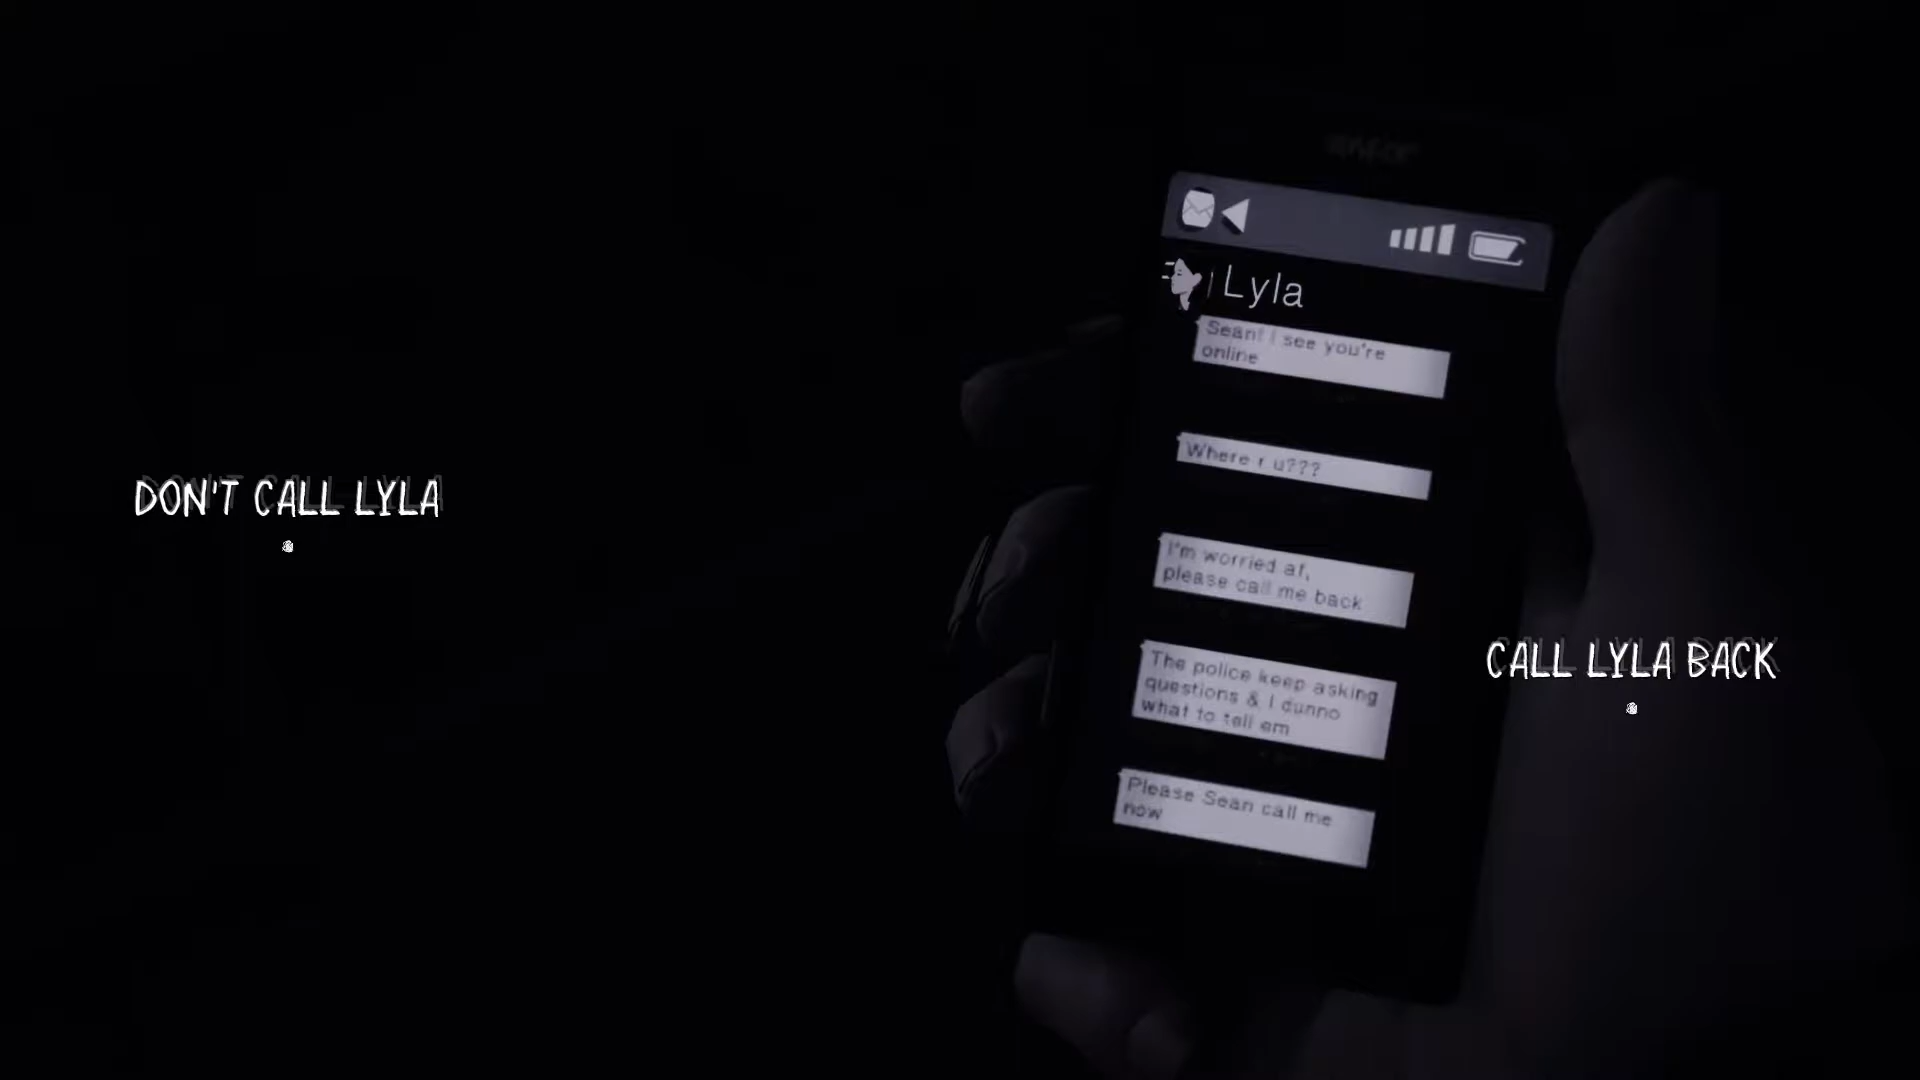 Lyla
Sean! I see you're
online
Where r u???
DON'T CALL LYLA
I'm worried af,
please call me back
CALL LYLA BACK
The police keep asking
questions & I dunno
what to tell em
Please Sean call me
now